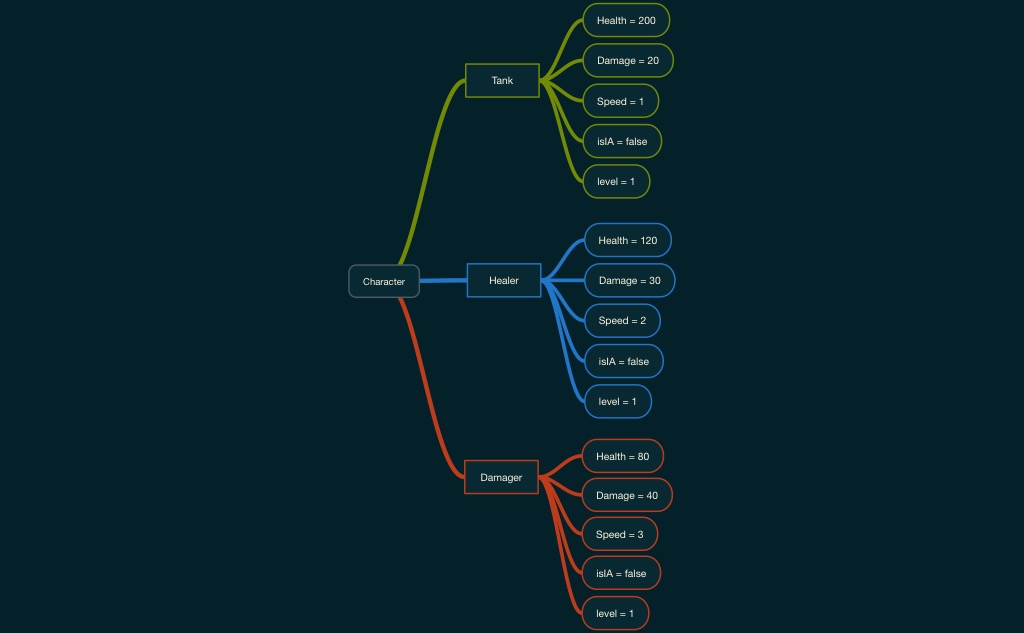 Character
Tank
Health = 200
Damage = 20
Speed = 1
isIA = false
level = 1
Healer
Health = 120
Damage = 30
Speed = 2
isIA = false
level = 1
Damager
Health = 80
Damage = 40
Speed = 3
isIA = false
level = 1